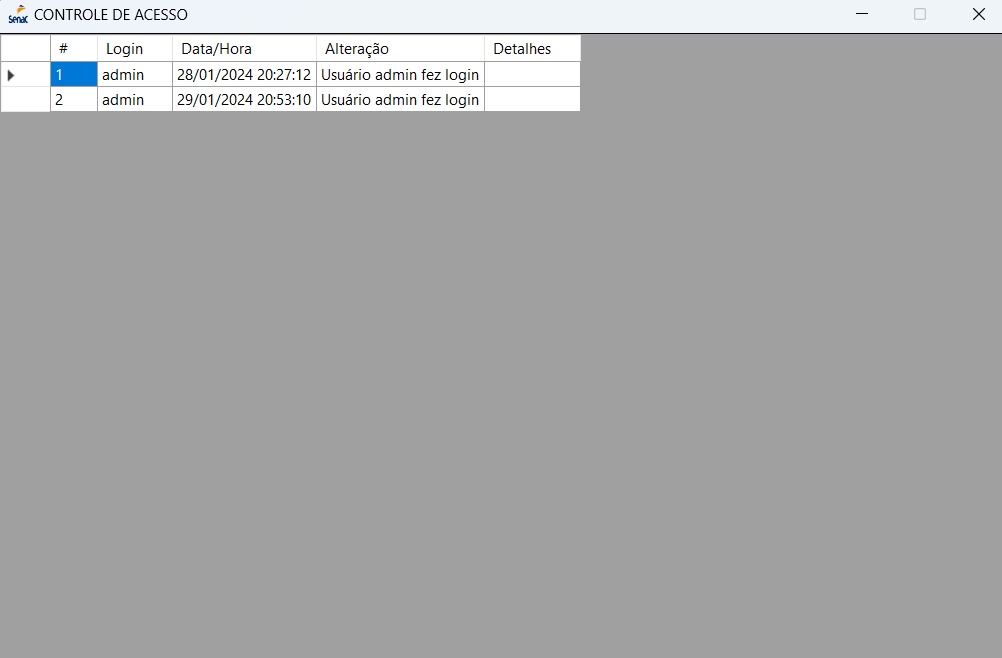 Senac CONTROLE DE ACESSO
# Login Data/Hora Alteração Detalhes
1 admin 28/01/2024 20:27:12 Usuário admin fez login
2 admin 29/01/2024 20:53:10 Usuário admin fez login